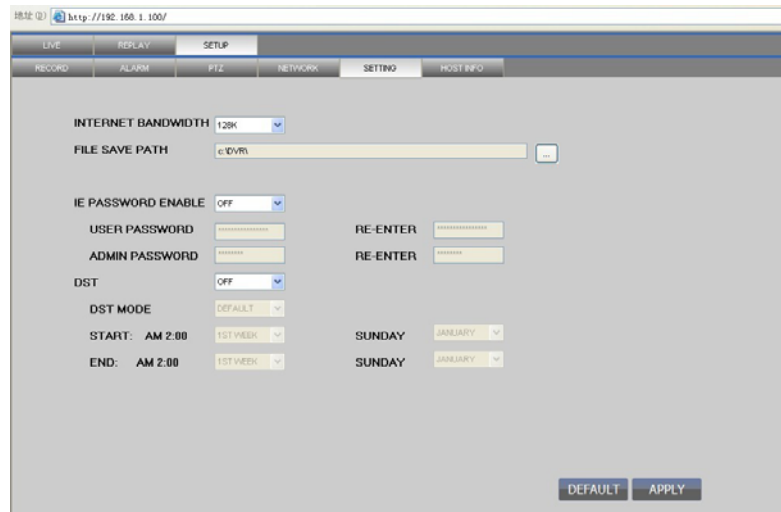 地址(D) http://192.168.1.100/
LIVE REPLAY SETUP
RECORD ALARM PTZ NETWORK SETTING HOST INFO
INTERNET BANDWIDTH 128K
FILE SAVE PATH c:\DVR\ ...
IE PASSWORD ENABLE OFF
USER PASSWORD *************** RE-ENTER ***************
ADMIN PASSWORD ******** RE-ENTER ********
DST OFF
DST MODE DEFAULT
START: AM 2:00 1ST WEEK SUNDAY JANUARY
END: AM 2:00 1ST WEEK SUNDAY JANUARY
DEFAULT APPLY